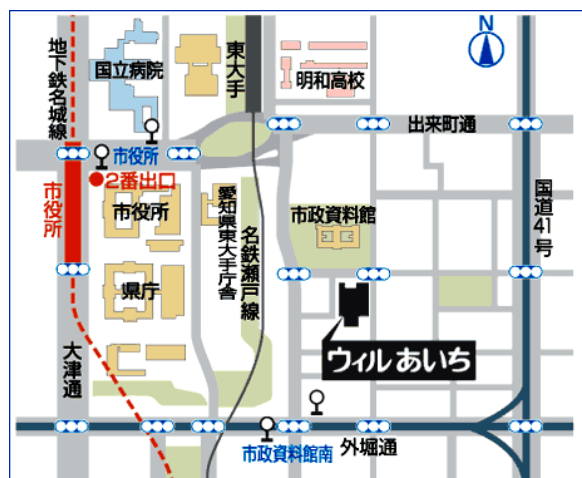 N
地下鉄名城線
国立病院
東大手
明和高校
出来町通
市役所
2番出口
市役所
市役所
愛知県東大手庁舎
名鉄瀬戸線
市政資料館
国道41号
県庁
ウィルあいち
大津通
市政資料館南
外堀通